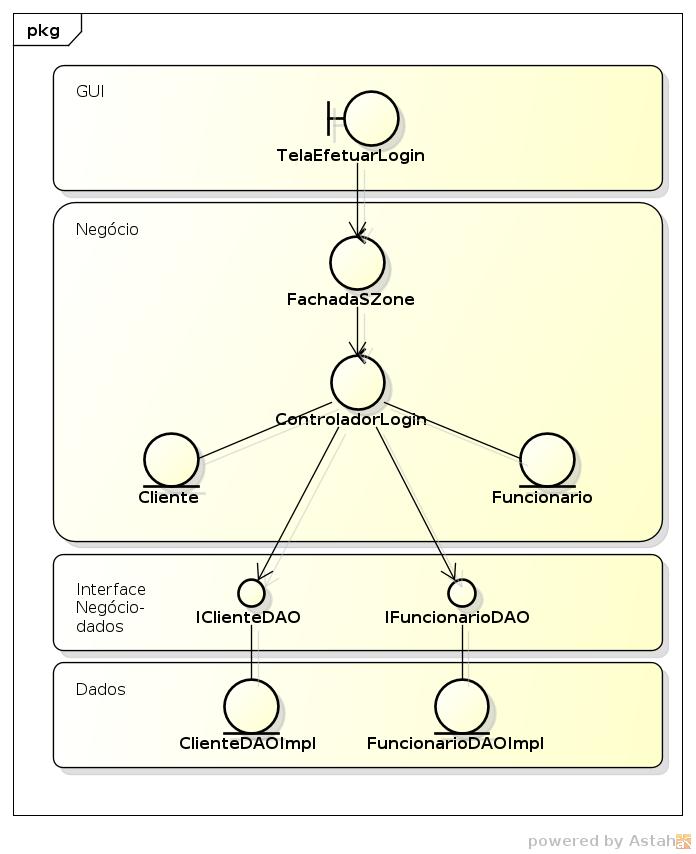 pkg
GUI
TelaEfetuarLogin
Negócio
FachadaSZone
ControladorLogin
Cliente
Funcionario
Interface
Negócio-
dados
IClienteDAO
IFuncionarioDAO
Dados
ClienteDAOImpl
FuncionarioDAOImpl
powered by Astah